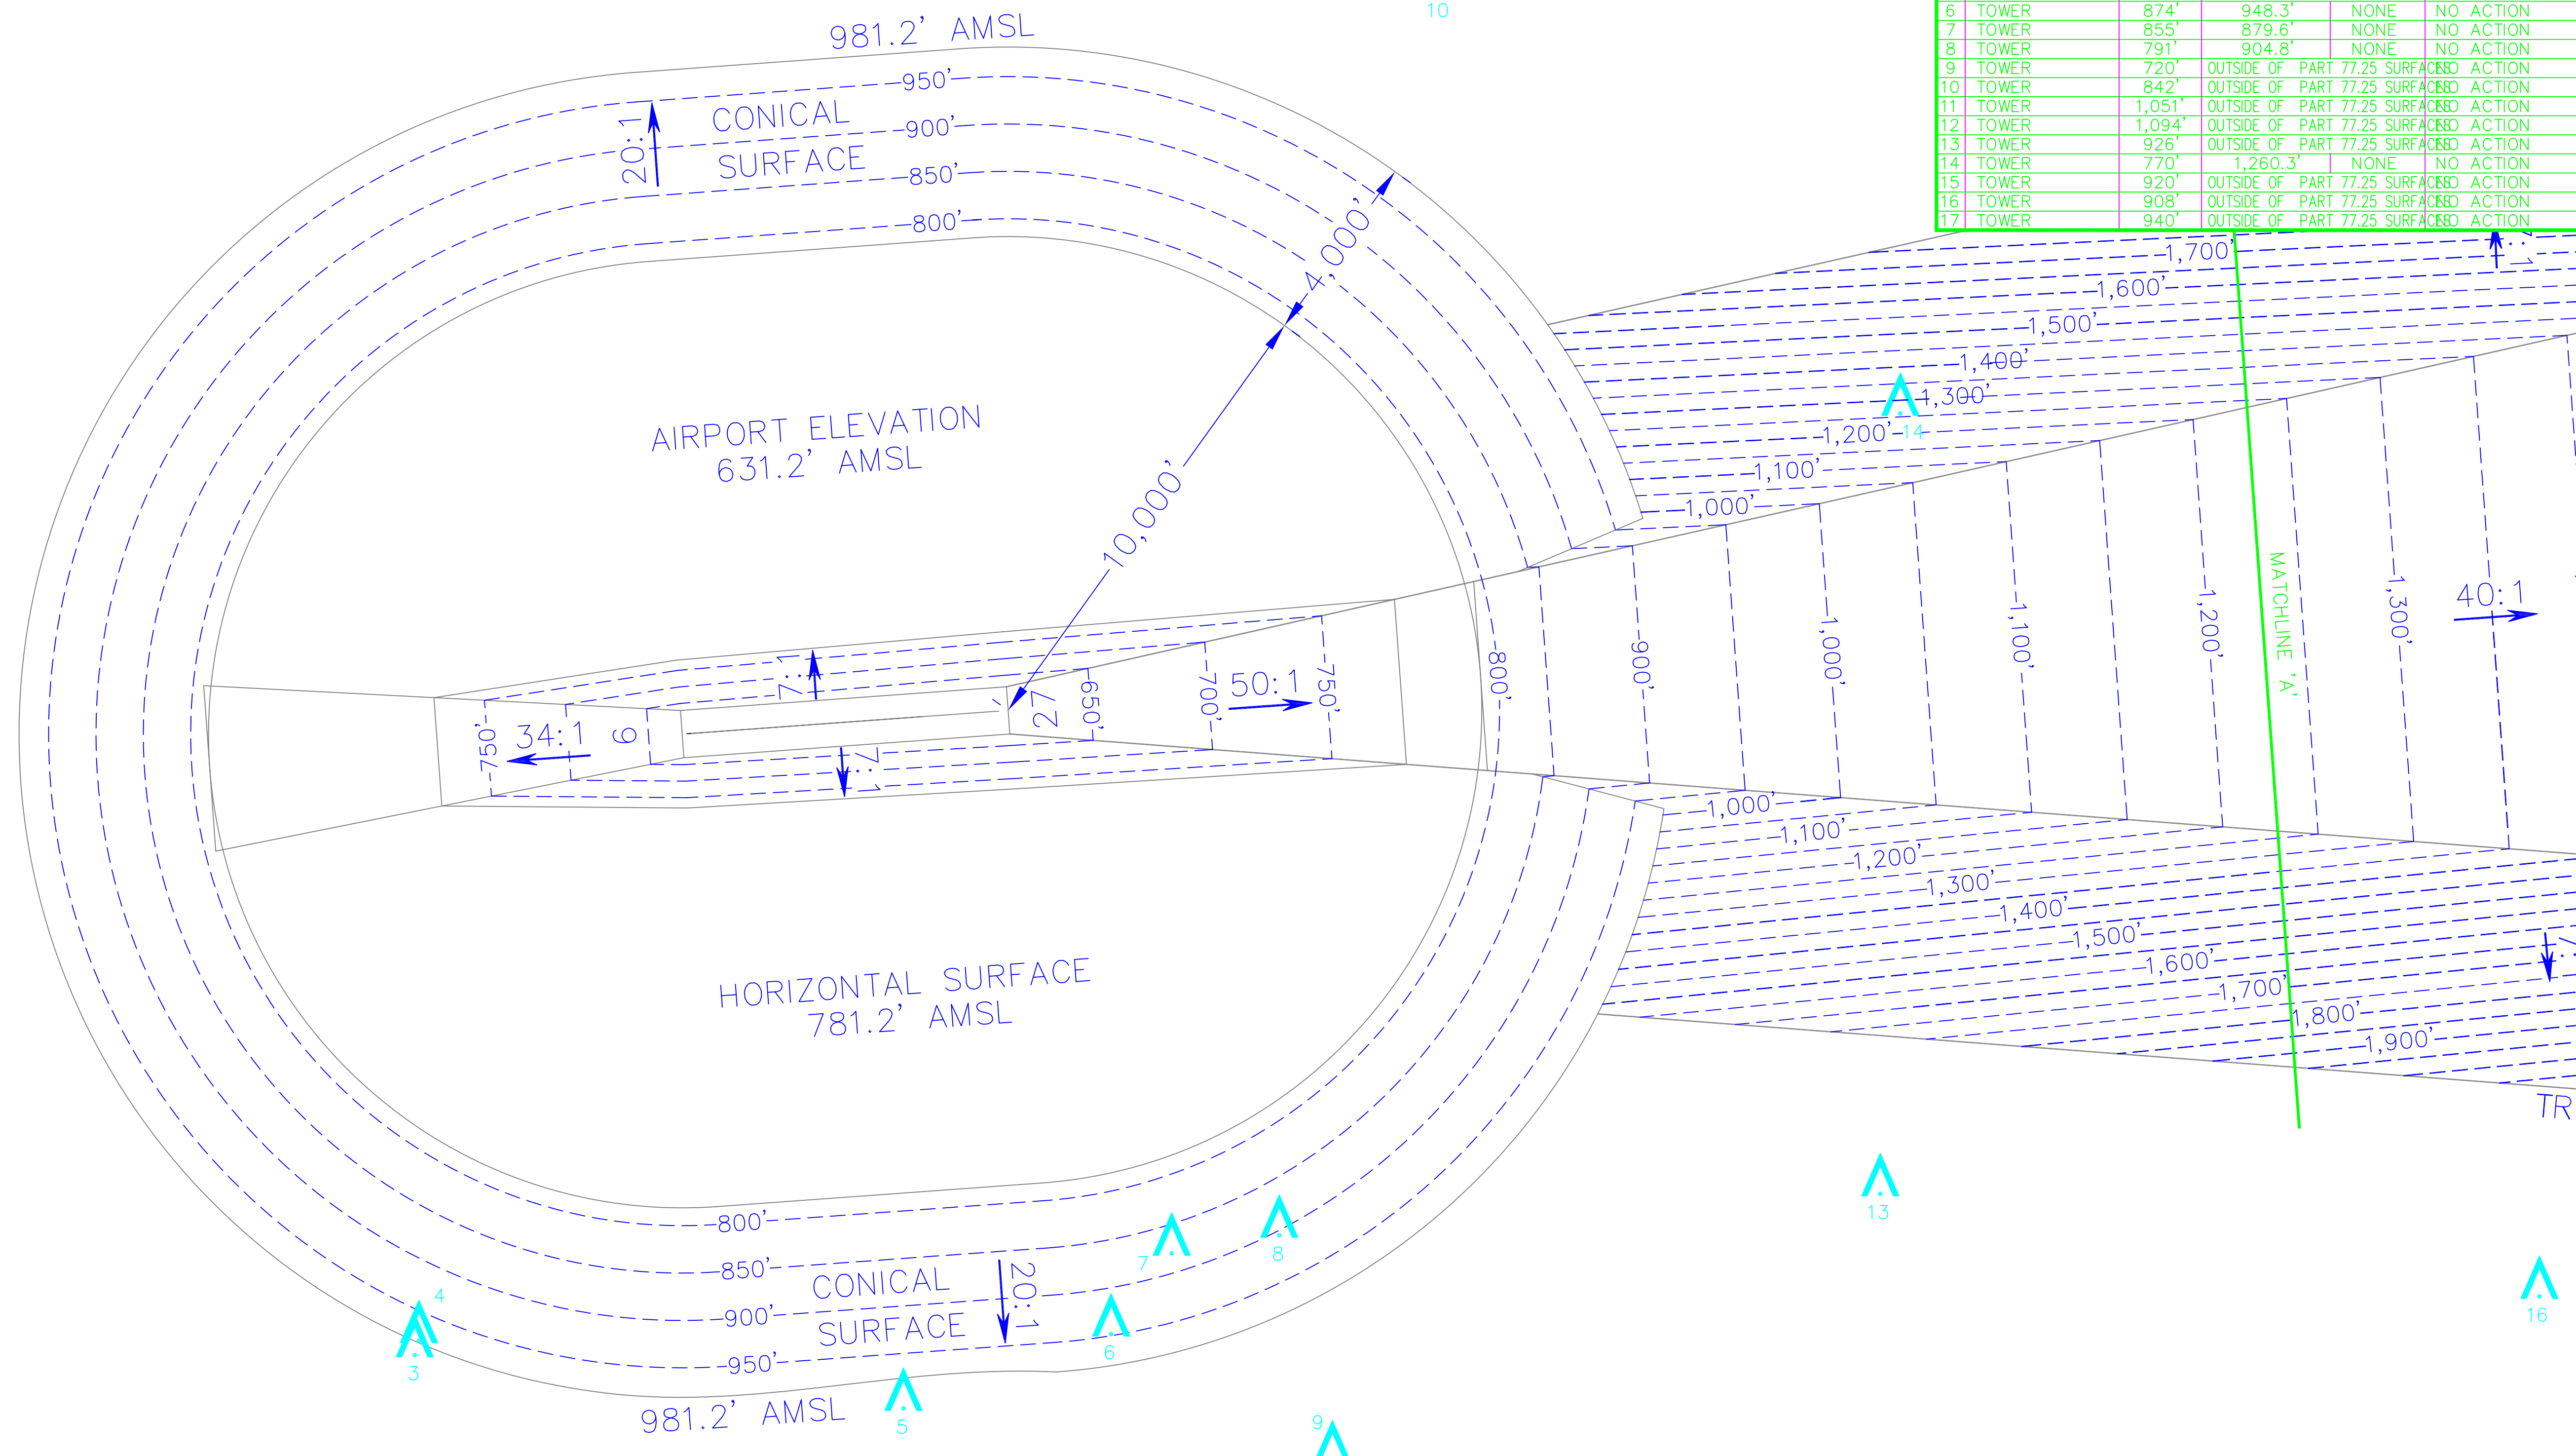 981.2' AMSL
10
6 TOWER 874' 948.3' NONE NO ACTION
7 TOWER 855' 879.6' NONE NO ACTION
8 TOWER 791' 904.8' NONE NO ACTION
9 TOWER 720' OUTSIDE OF PART 77.25 SURFACES NO ACTION
10 TOWER 842' OUTSIDE OF PART 77.25 SURFACES NO ACTION
11 TOWER 1,051' OUTSIDE OF PART 77.25 SURFACES NO ACTION
12 TOWER 1,094' OUTSIDE OF PART 77.25 SURFACES NO ACTION
13 TOWER 926' OUTSIDE OF PART 77.25 SURFACES NO ACTION
14 TOWER 770' 1,260.3' NONE NO ACTION
15 TOWER 920' OUTSIDE OF PART 77.25 SURFACES NO ACTION
16 TOWER 908' OUTSIDE OF PART 77.25 SURFACES NO ACTION
17 TOWER 940' OUTSIDE OF PART 77.25 SURFACES NO ACTION
950'
CONICAL
900'
SURFACE
850'
800'
20:1
4,000'
10,000'
AIRPORT ELEVATION
631.2' AMSL
1,700'
1,600'
1,500'
1,400'
1,300'
14
1,200'
1,100'
1,000'
750'
34:1
9
27
650'
700'
50:1
750'
800'
900'
1,000'
1,100'
1,200'
MATCHLINE 'A'
1,300'
40:1
1,000'
1,100'
1,200'
1,300'
1,400'
1,500'
1,600'
1,700'
1,800'
1,900'
TR
HORIZONTAL SURFACE
781.2' AMSL
800'
850'
CONICAL
900'
SURFACE
950'
20:1
981.2' AMSL
4
3
5
6
7
8
9
13
16